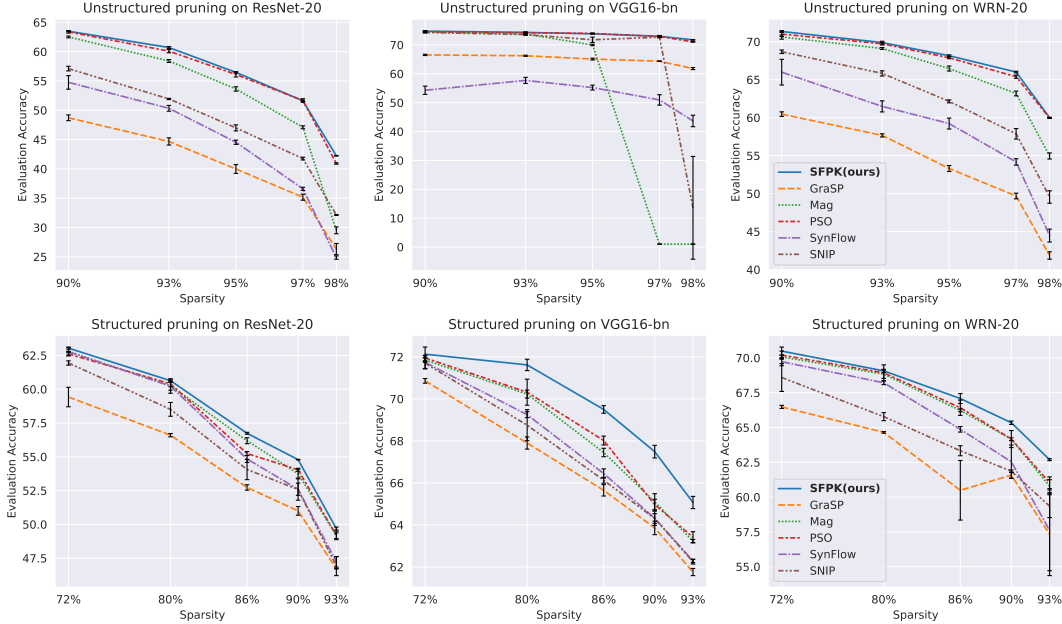 Unstructured pruning on ResNet-20
65
60
55
50
45
40
35
30
25
Evaluation Accuracy
90%
93%
95%
97%
98%
Sparsity
Unstructured pruning on VGG16-bn
70
60
50
40
30
20
10
0
Evaluation Accuracy
90%
93%
95%
97%
98%
Sparsity
Unstructured pruning on WRN-20
70
65
60
55
50
45
40
Evaluation Accuracy
SFPK(ours)
GraSP
Mag
PSO
SynFlow
SNIP
90%
93%
95%
97%
98%
Sparsity
Structured pruning on ResNet-20
62.5
60.0
57.5
55.0
52.5
50.0
47.5
Evaluation Accuracy
72%
80%
86%
90%
93%
Sparsity
Structured pruning on VGG16-bn
72
70
68
66
64
62
Evaluation Accuracy
72%
80%
86%
90%
93%
Sparsity
Structured pruning on WRN-20
70.0
67.5
65.0
62.5
60.0
57.5
55.0
Evaluation Accuracy
SFPK(ours)
GraSP
Mag
PSO
SynFlow
SNIP
72%
80%
86%
90%
93%
Sparsity